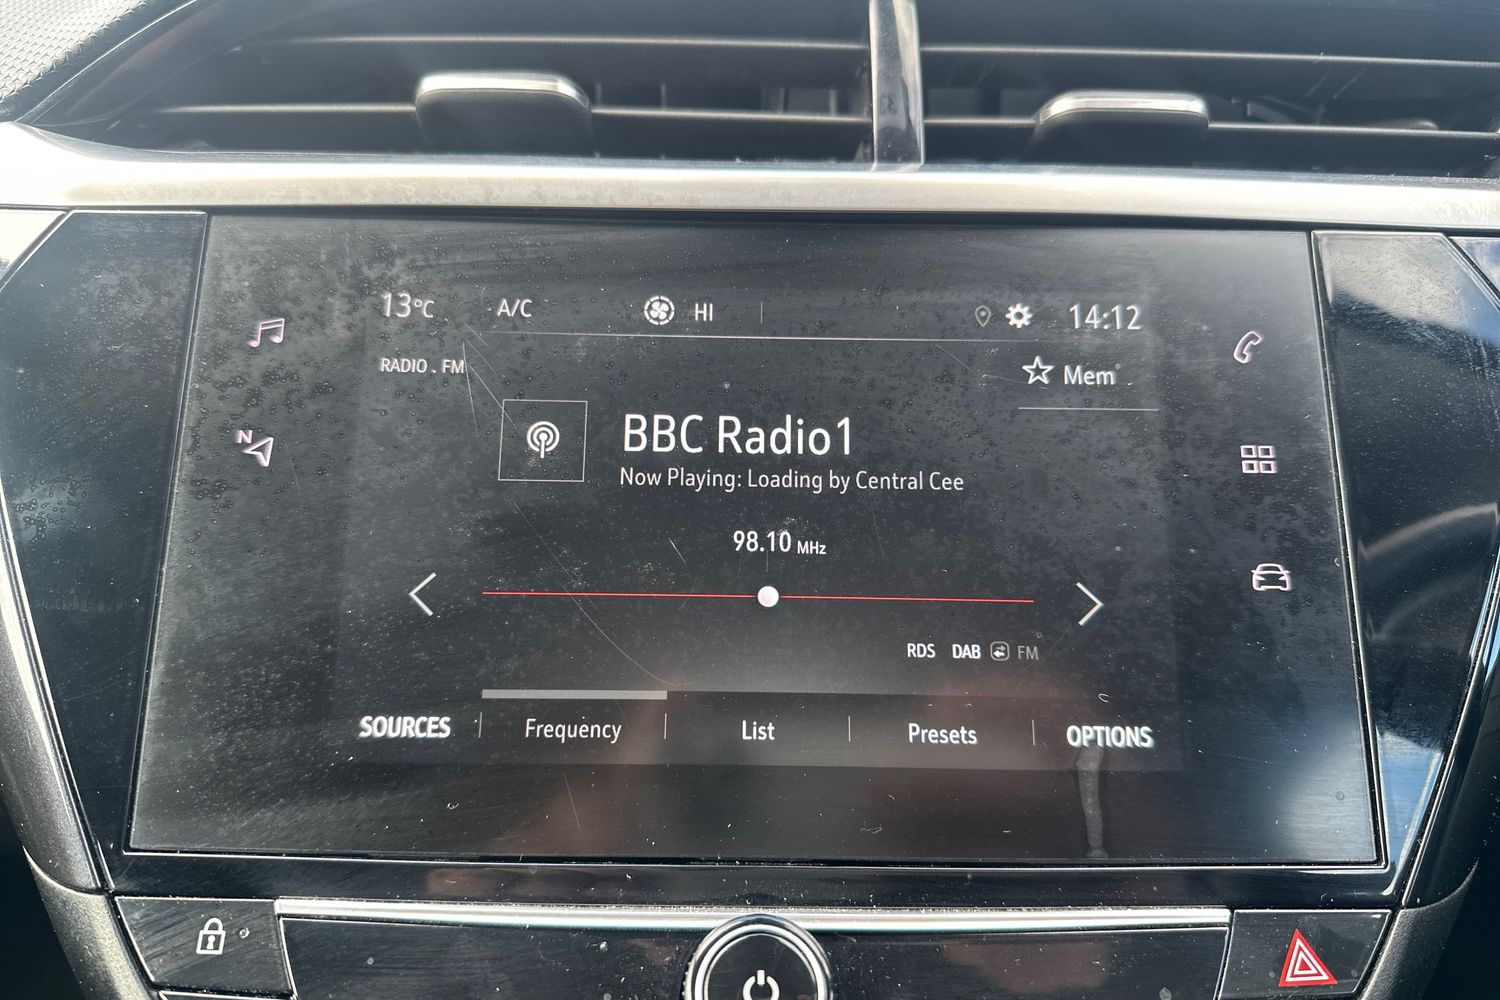 13°C A/C HI 14:12
RADIO . FM
Mem
BBC Radio1
Now Playing: Loading by Central Cee
98.10 MHz
N
RDS DAB FM
SOURCES Frequency List Presets OPTIONS